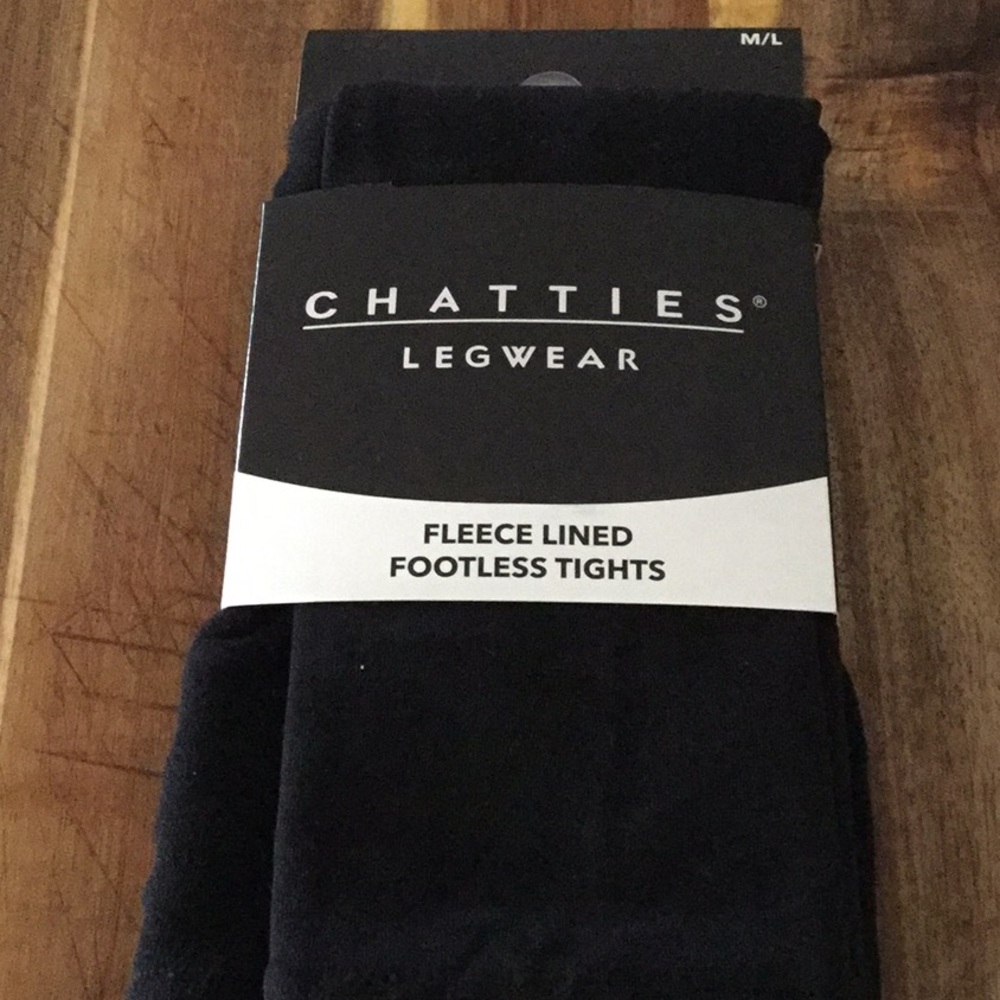 M/L
CHATTIES®
LEGWEAR
FLEECE LINED
FOOTLESS TIGHTS